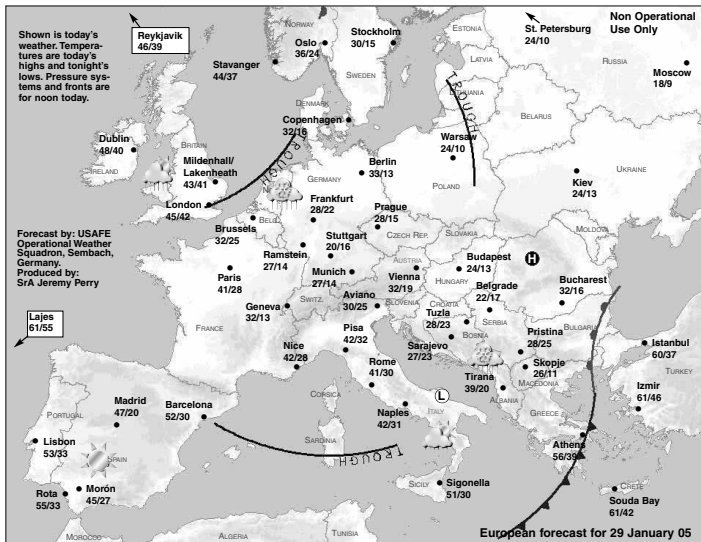 Shown is today's
weather. Tempera-
tures are today's
highs and tonight's
lows. Pressure sys-
tems and fronts are
for noon today.
Reykjavik
46/39
NORWAY
Oslo
36/24
Stockholm
30/15
Stavanger
44/37
SWEDEN
ESTONIA
LATVIA
LITHUANIA
St. Petersburg
24/10
Non Operational
Use Only
RUSSIA
Moscow
18/9
TROUGH
DENMARK
Copenhagen
32/16
BELARUS
Dublin
48/40
IRELAND
BRITAIN
Mildenhall/
Lakenheath
43/41
London
45/42
TROUGH
GERMANY
Berlin
33/13
Warsaw
24/10
POLAND
UKRAINE
Kiev
24/13
Frankfurt
28/22
Prague
28/15
CZECH REP.
SLOVAKIA
MOLDOVA
Brussels
32/25
BELG.
Ramstein
27/14
Stuttgart
20/16
Munich
27/14
AUSTRIA
Vienna
32/19
Budapest
24/13
HUNGARY
H
Forecast by: USAFE
Operational Weather
Squadron, Sembach,
Germany.
Produced by:
SrA Jeremy Perry
Paris
41/28
FRANCE
Geneva
32/13
SWITZ.
Aviano
30/25
SLOVENIA
CROATIA
Belgrade
22/17
Bucharest
32/16
Lajes
61/55
Nice
42/28
Pisa
42/32
Tuzla
28/23
BOSNIA
SERBIA
Sarajevo
27/23
Pristina
28/25
BULGARIA
Skopje
26/11
MACEDONIA
Istanbul
60/37
TURKEY
Rome
41/30
Tirana
39/20
ALBANIA
Izmir
61/46
PORTUGAL
Madrid
47/20
Barcelona
52/30
CORSICA
L
ITALY
Naples
42/31
GREECE
Athens
56/39
Lisbon
53/33
SPAIN
SARDINIA
TROUGH
Rota
55/33
Morón
45/27
SICILY
Sigonella
51/30
CRETE
Souda Bay
61/42
MOROCCO
ALGERIA
TUNISIA
European forecast for 29 January 05